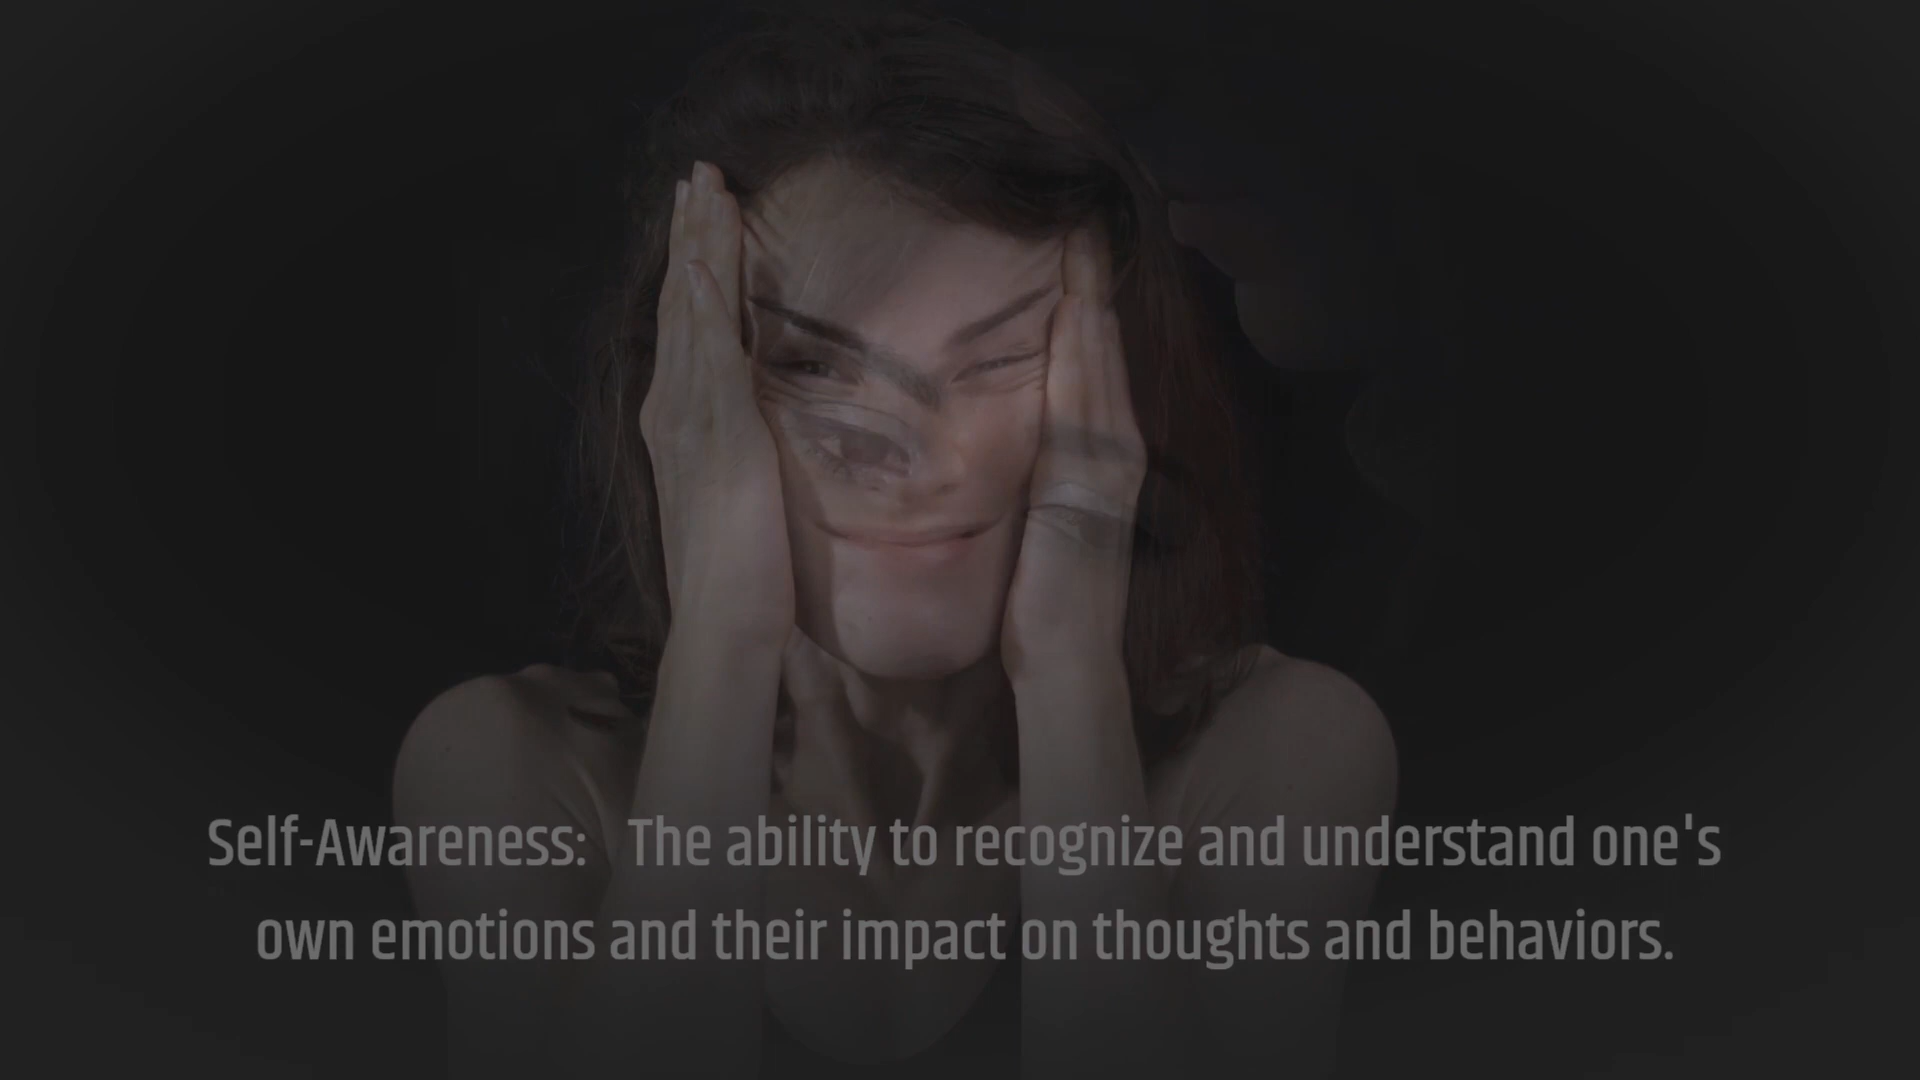 Self-Awareness: The ability to recognize and understand one's
own emotions and their impact on thoughts and behaviors.